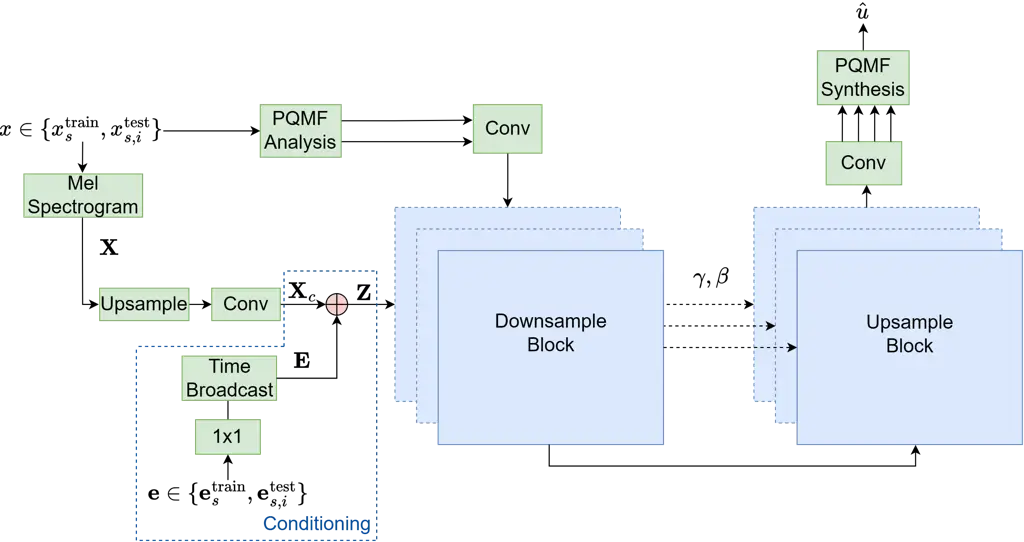 û
PQMF
Synthesis
x ∈ {x_s^train, x_{s,i}^test}
PQMF
Analysis
Conv
Conv
Mel
Spectrogram
X
γ, β
Upsample
Conv
X_c
Z
Downsample
Block
Upsample
Block
Time
Broadcast
E
1x1
e ∈ {e_s^train, e_{s,i}^test}
Conditioning